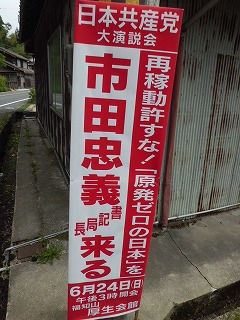 日本共産党
大演説会
再稼動許すな!「原発ゼロの日本」を
市田忠義
書記局長
来る
6月24日(日)
午後3時開会
福知山
厚生会館